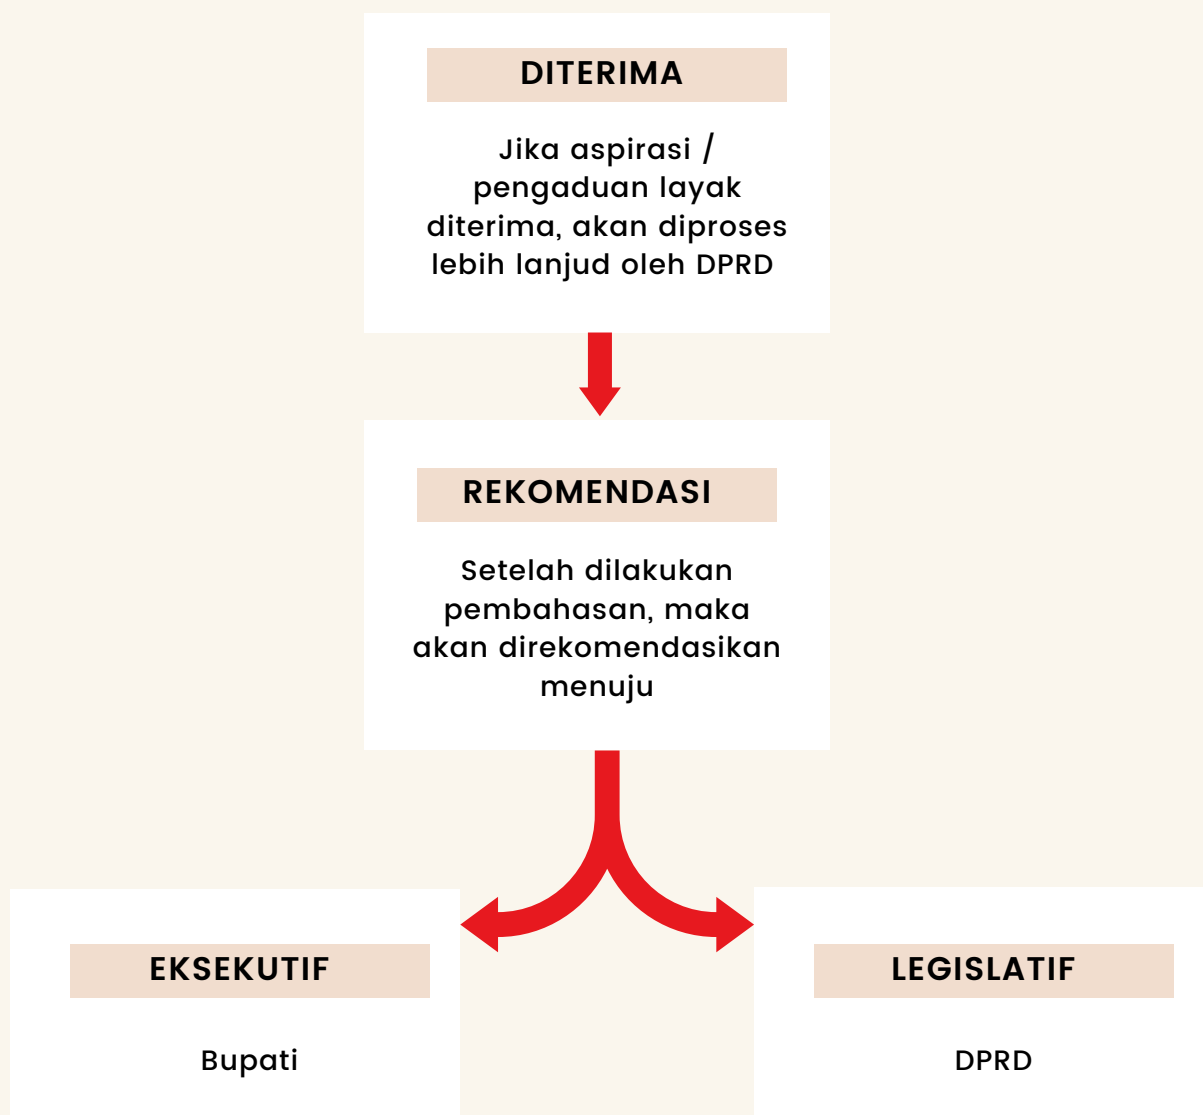 DITERIMA
Jika aspirasi /
pengaduan layak
diterima, akan diproses
lebih lanjud oleh DPRD
REKOMENDASI
Setelah dilakukan
pembahasan, maka
akan direkomendasikan
menuju
EKSEKUTIF
Bupati
LEGISLATIF
DPRD